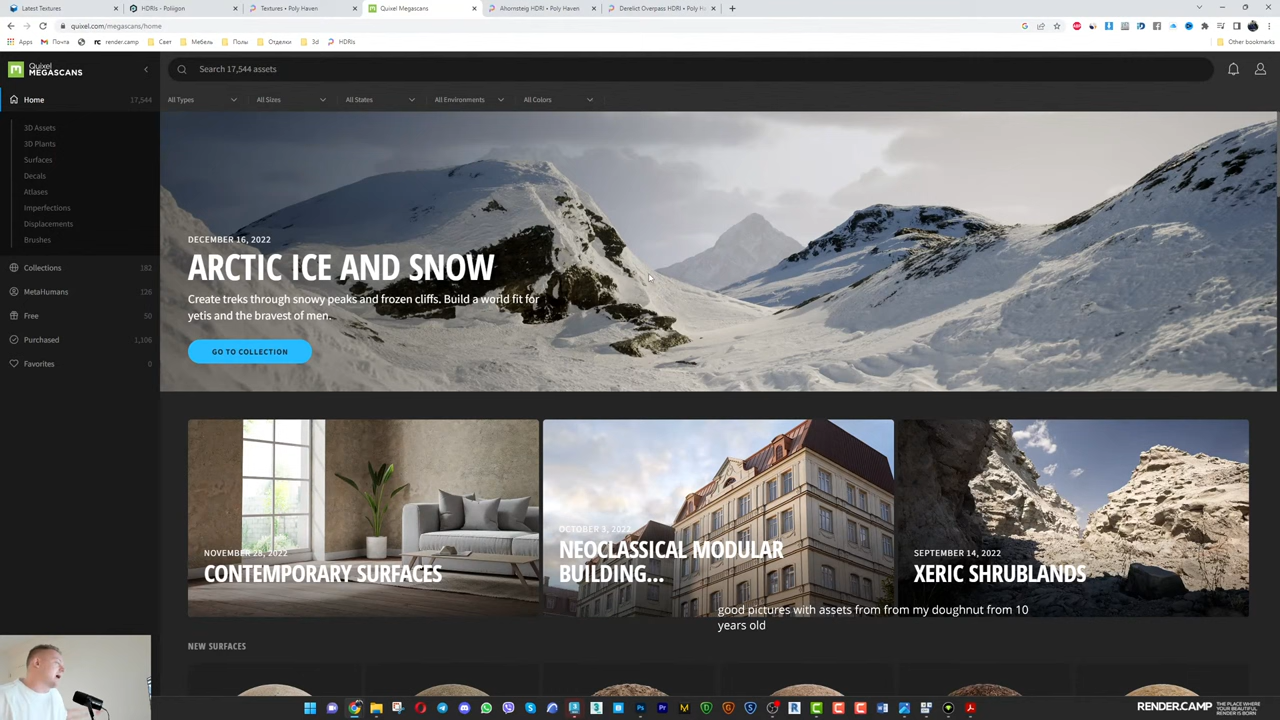 Latest Textures
HDRIs • Poliigon
Textures • Poly Haven
Quixel Megascans
Ahornsteig HDRI • Poly Haven
Derelict Overpass HDRI • Poly H
quixel.com/megascans/home
Apps
Почта
render.camp
Свет
Мебель
Полы
Отделки
3d
HDRIs
Other bookmarks
Quixel
MEGASCANS
Search 17,544 assets
Home 17,544
All Types
All Sizes
All States
All Environments
All Colors
3D Assets
3D Plants
Surfaces
Decals
Atlases
Imperfections
Displacements
Brushes
Collections 182
MetaHumans 126
Free 50
Purchased 1,106
Favorites 0
DECEMBER 16, 2022
ARCTIC ICE AND SNOW
Create treks through snowy peaks and frozen cliffs. Build a world fit for
yetis and the bravest of men.
GO TO COLLECTION
NOVEMBER 28, 2022
CONTEMPORARY SURFACES
OCTOBER 3, 2022
NEOCLASSICAL MODULAR
BUILDING...
SEPTEMBER 14, 2022
XERIC SHRUBLANDS
good pictures with assets from from my doughnut from 10
years old
NEW SURFACES
RENDER.CAMP
THE PLACE WHERE
YOUR BEAUTIFUL
RENDER IS BORN